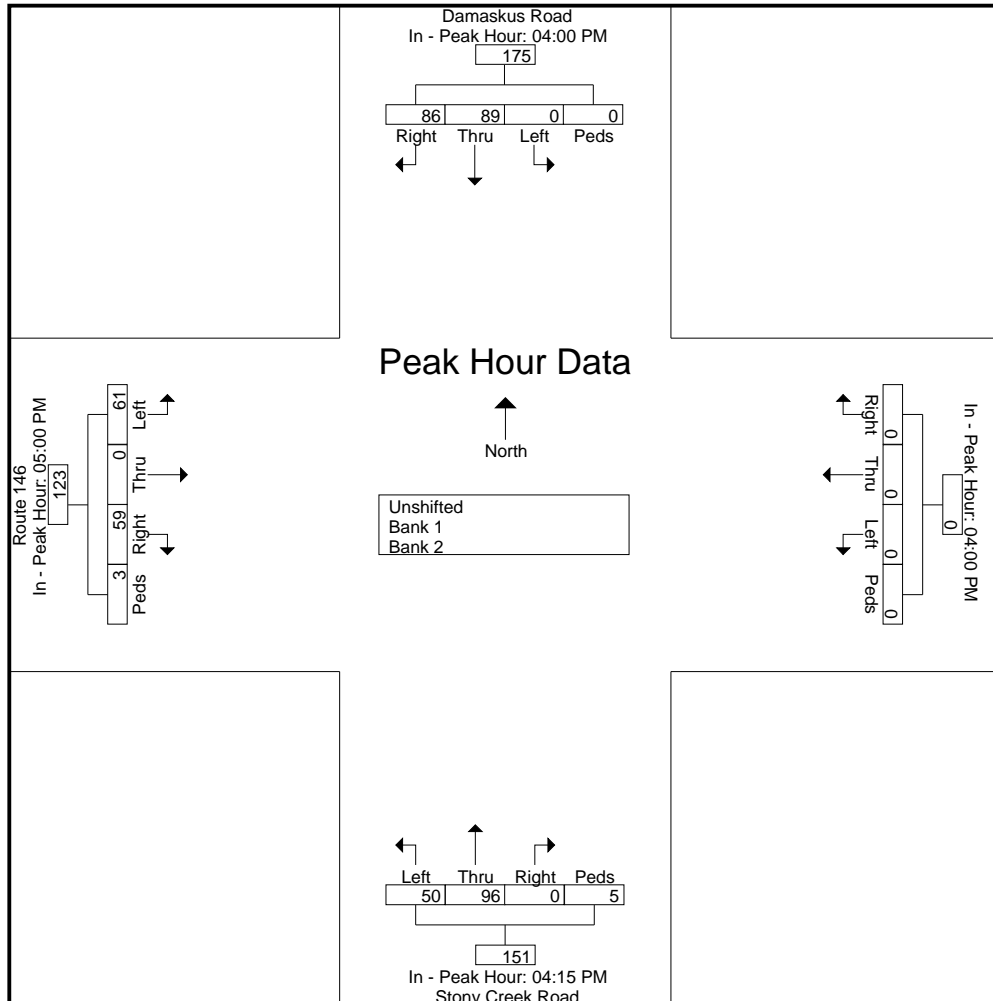 Damaskus Road
In - Peak Hour: 04:00 PM
175
86 89 0 0
Right Thru Left Peds
Peak Hour Data
North
Unshifted
Bank 1
Bank 2
Route 146
In - Peak Hour: 05:00 PM
123
61 0 59 3
Left Thru Right Peds
Right Thru Left Peds
0 0 0 0
0
In - Peak Hour: 04:00 PM
Left Thru Right Peds
50 96 0 5
151
In - Peak Hour: 04:15 PM
Stony Creek Road